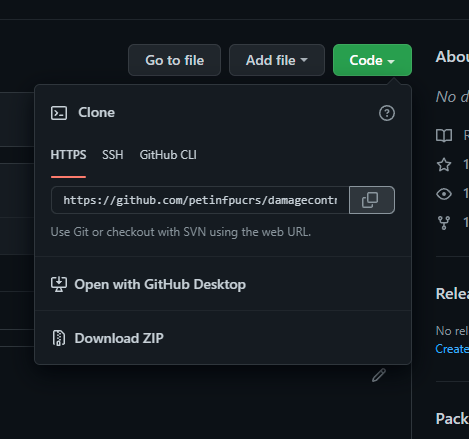 Go to file Add file Code
Abou
Clone
No d
HTTPS SSH GitHub CLI
R
1
https://github.com/petinfpucrs/damagecontr
1
Use Git or checkout with SVN using the web URL.
1
Open with GitHub Desktop
Relea
No rel
Download ZIP
Create
Pack